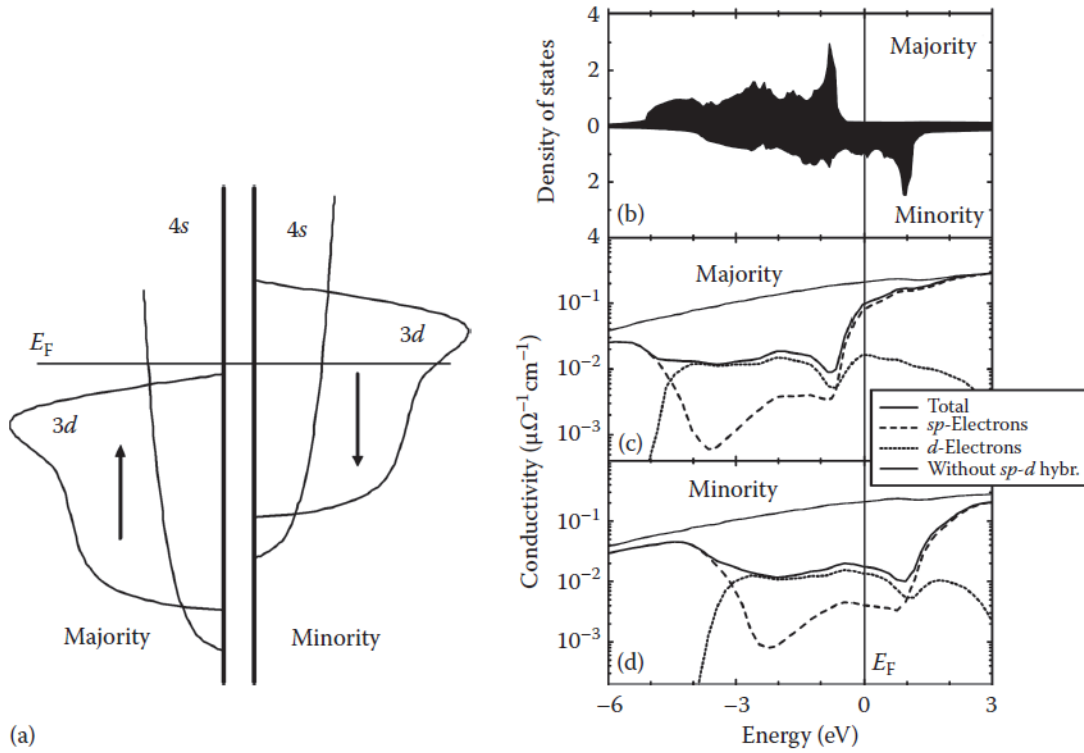 (a)
4s
4s
E_F
3d
3d
Majority
Minority
Density of states
4
2
0
2
4
Majority
Minority
(b)
Conductivity (μΩ⁻¹ cm⁻¹)
10⁻¹
10⁻²
10⁻³
Majority
(c)
Total
sp-Electrons
d-Electrons
Without sp-d hybr.
10⁻¹
10⁻²
10⁻³
Minority
(d)
E_F
−6
−3
0
3
Energy (eV)